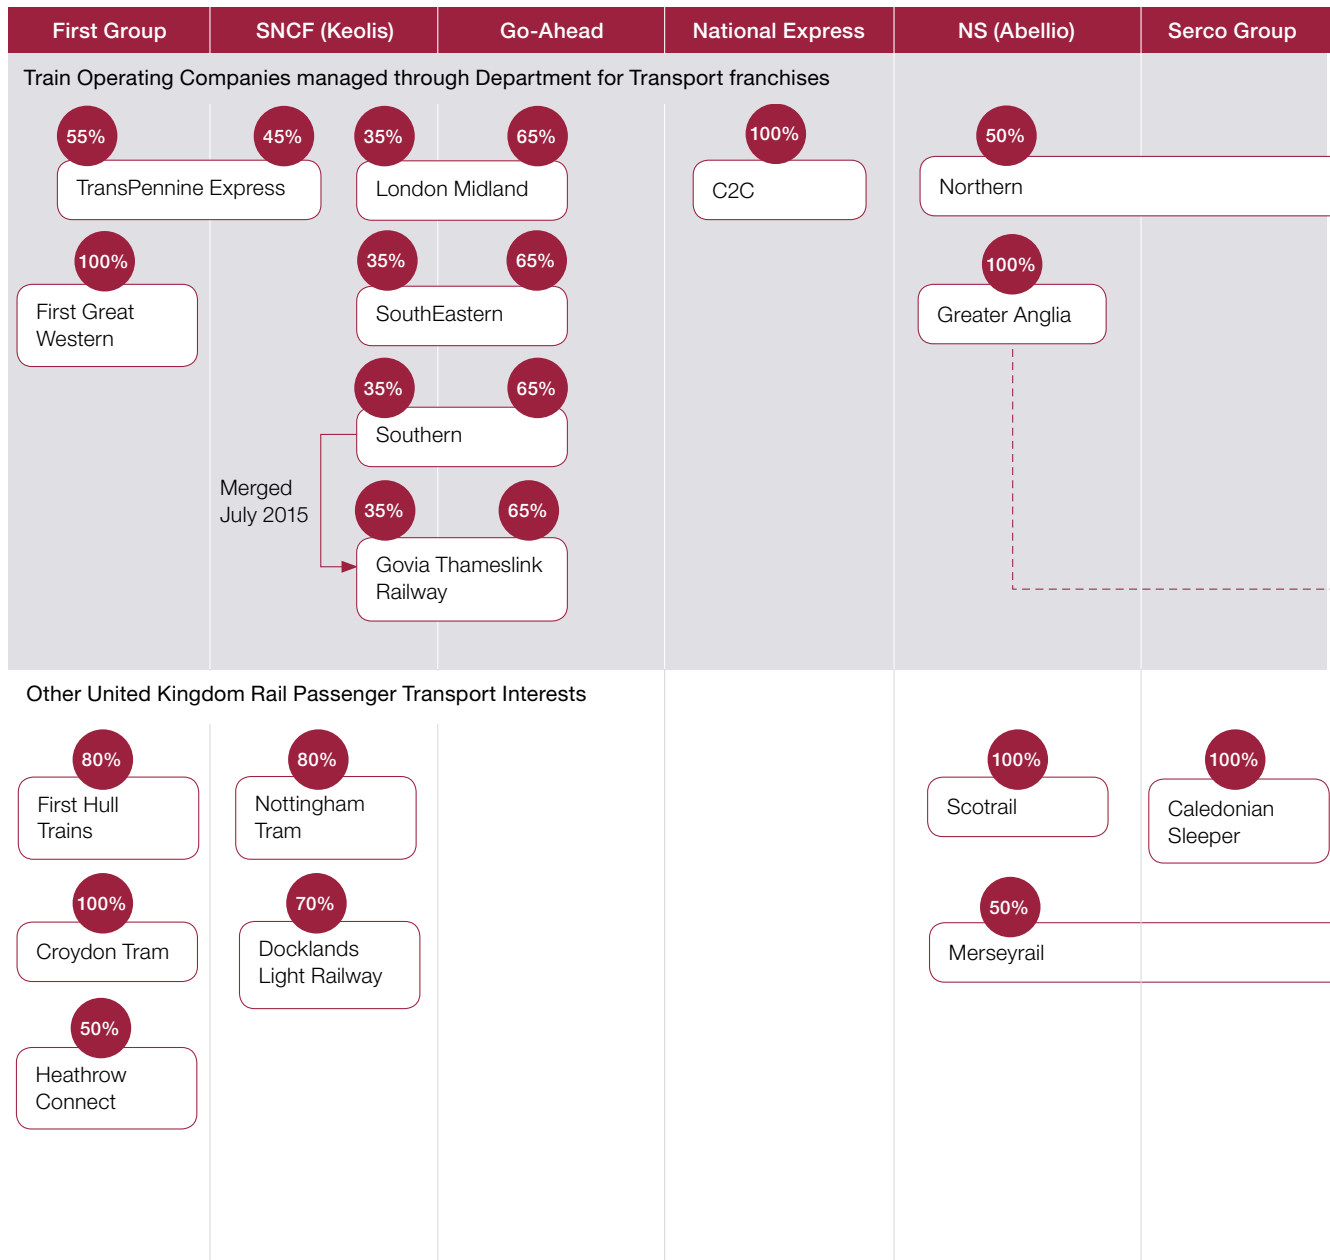 First Group
SNCF (Keolis)
Go-Ahead
National Express
NS (Abellio)
Serco Group
Train Operating Companies managed through Department for Transport franchises
55%
45%
TransPennine Express
35%
65%
London Midland
100%
C2C
50%
Northern
100%
First Great
Western
35%
65%
SouthEastern
100%
Greater Anglia
35%
65%
Southern
Merged
July 2015
35%
65%
Govia Thameslink
Railway
Other United Kingdom Rail Passenger Transport Interests
80%
First Hull
Trains
80%
Nottingham
Tram
100%
Scotrail
100%
Caledonian
Sleeper
100%
Croydon Tram
70%
Docklands
Light Railway
50%
Merseyrail
50%
Heathrow
Connect